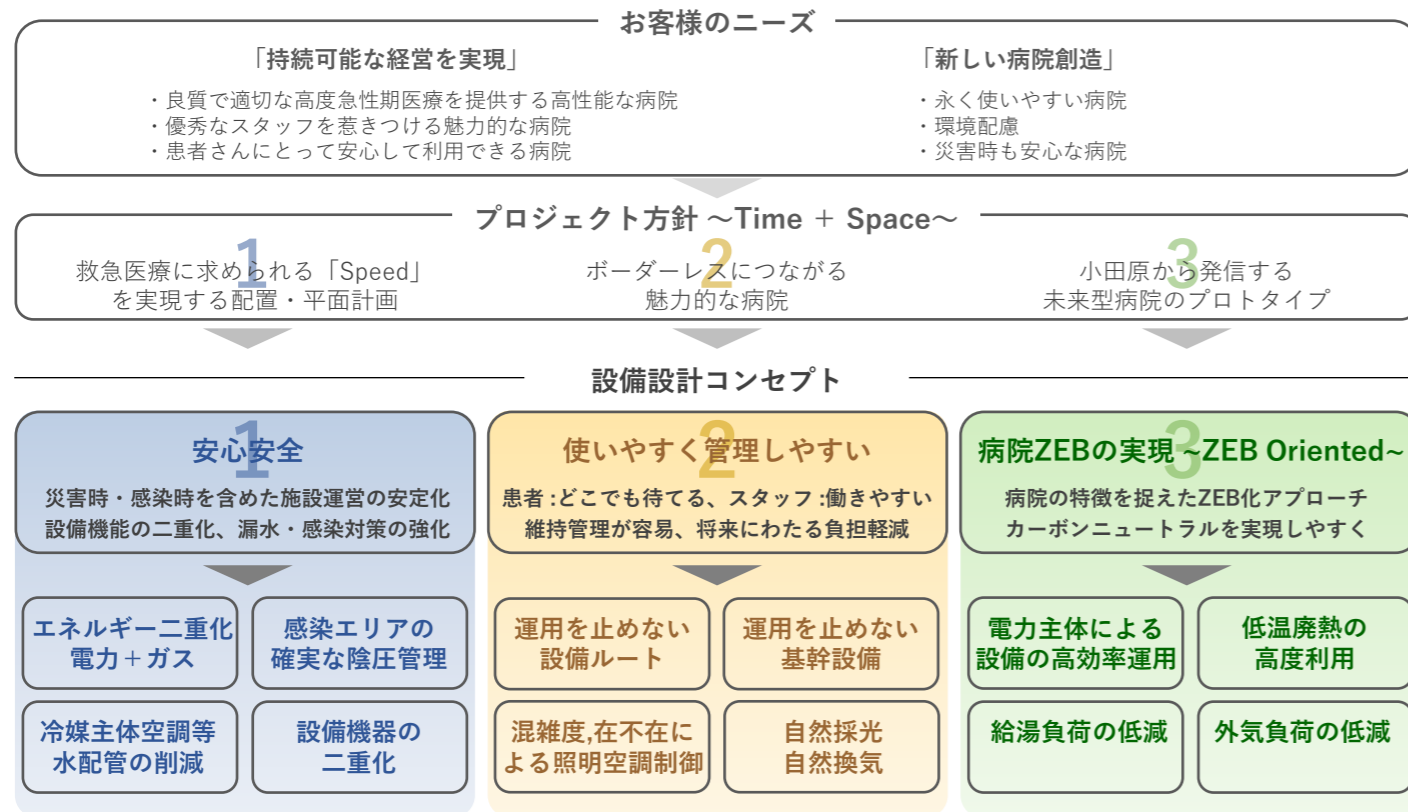 お客様のニーズ
「持続可能な経営を実現」
・良質で適切な高度急性期医療を提供する高性能な病院
・優秀なスタッフを惹きつける魅力的な病院
・患者さんにとって安心して利用できる病院
「新しい病院創造」
・永く使いやすい病院
・環境配慮
・災害時も安心な病院
プロジェクト方針 ～Time + Space～
1
救急医療に求められる「Speed」
を実現する配置・平面計画
2
ボーダーレスにつながる
魅力的な病院
3
小田原から発信する
未来型病院のプロトタイプ
設備設計コンセプト
1
安心安全
災害時・感染時を含めた施設運営の安定化
設備機能の二重化、漏水・感染対策の強化
エネルギー二重化
電力＋ガス
感染エリアの
確実な陰圧管理
冷媒主体空調等
水配管の削減
設備機器の
二重化
2
使いやすく管理しやすい
患者:どこでも待てる、スタッフ:働きやすい
維持管理が容易、将来にわたる負担軽減
運用を止めない
設備ルート
運用を止めない
基幹設備
混雑度,在不在に
よる照明空調制御
自然採光
自然換気
3
病院ZEBの実現 ~ZEB Oriented~
病院の特徴を捉えたZEB化アプローチ
カーボンニュートラルを実現しやすく
電力主体による
設備の高効率運用
低温廃熱の
高度利用
給湯負荷の低減
外気負荷の低減